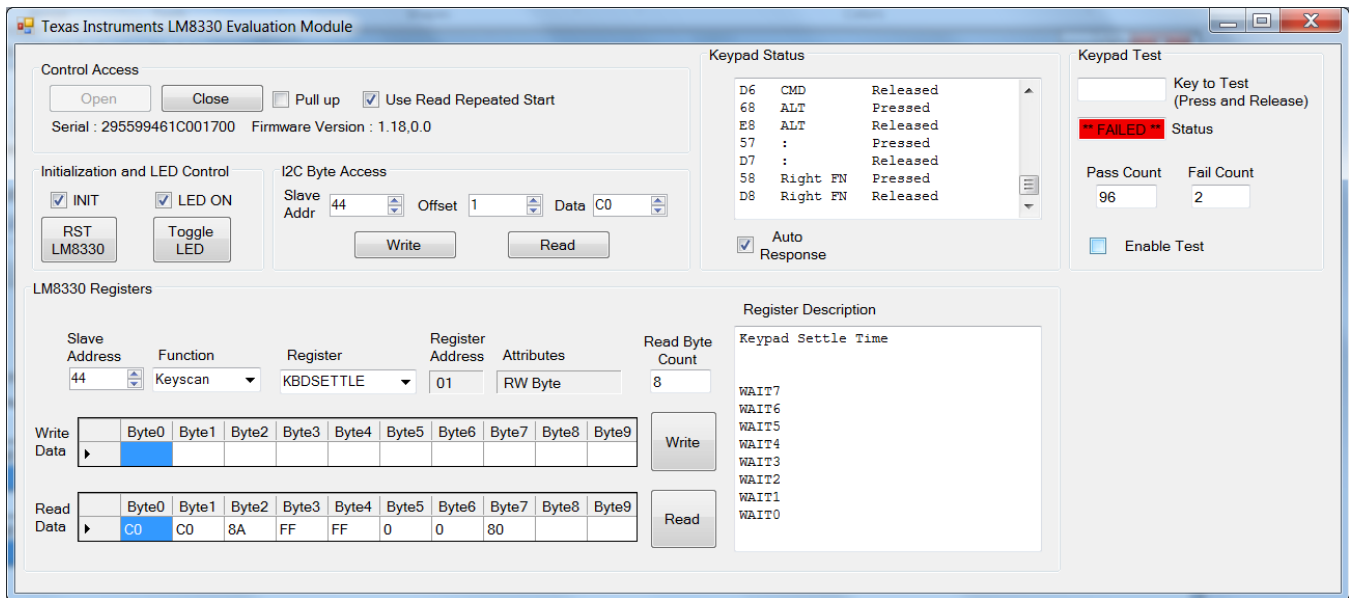 Texas Instruments LM8330 Evaluation Module
Control Access
Open Close Pull up Use Read Repeated Start
Serial : 295599461C001700 Firmware Version : 1.18,0.0
Initialization and LED Control
INIT LED ON
RST LM8330
Toggle LED
I2C Byte Access
Slave Addr 44 Offset 1 Data C0
Write Read
Keypad Status
D6 CMD Released
68 ALT Pressed
E8 ALT Released
57 : Pressed
D7 : Released
58 Right FN Pressed
D8 Right FN Released
Auto Response
Keypad Test
Key to Test
(Press and Release)
** FAILED ** Status
Pass Count Fail Count
96 2
Enable Test
LM8330 Registers
Slave Address Function Register Register Address Attributes Read Byte Count
44 Keyscan KBDSETTLE 01 RW Byte 8
Write Data
Byte0 Byte1 Byte2 Byte3 Byte4 Byte5 Byte6 Byte7 Byte8 Byte9
Write
Read Data
Byte0 Byte1 Byte2 Byte3 Byte4 Byte5 Byte6 Byte7 Byte8 Byte9
C0 C0 8A FF FF 0 0 80
Read
Register Description
Keypad Settle Time
WAIT7
WAIT6
WAIT5
WAIT4
WAIT3
WAIT2
WAIT1
WAIT0